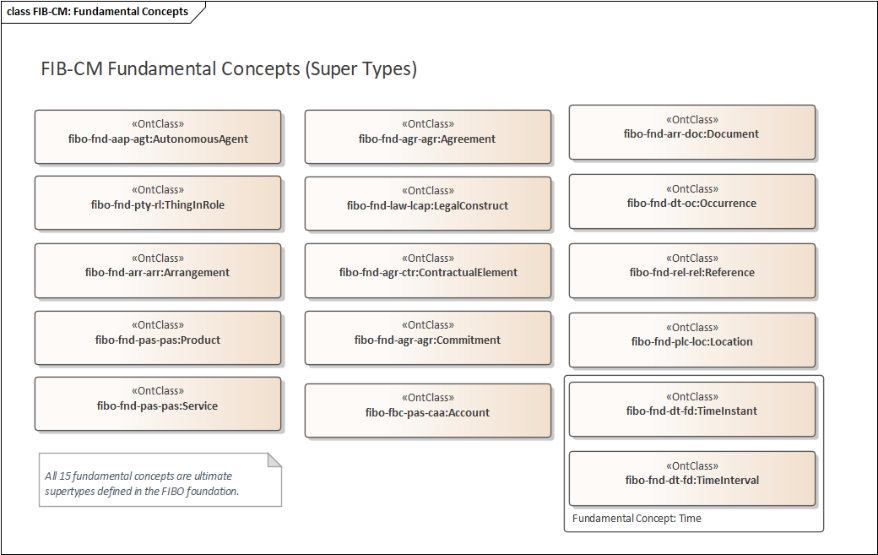 class FIB-CM: Fundamental Concepts
FIB-CM Fundamental Concepts (Super Types)
«OntClass»
fibo-fnd-aap-agt:AutonomousAgent
«OntClass»
fibo-fnd-pty-rl:ThingInRole
«OntClass»
fibo-fnd-arr-arr:Arrangement
«OntClass»
fibo-fnd-pas-pas:Product
«OntClass»
fibo-fnd-pas-pas:Service
All 15 fundamental concepts are ultimate
supertypes defined in the FIBO foundation.
«OntClass»
fibo-fnd-agr-agr:Agreement
«OntClass»
fibo-fnd-law-lcap:LegalConstruct
«OntClass»
fibo-fnd-agr-ctr:ContractualElement
«OntClass»
fibo-fnd-agr-agr:Commitment
«OntClass»
fibo-fbc-pas-caa:Account
«OntClass»
fibo-fnd-arr-doc:Document
«OntClass»
fibo-fnd-dt-oc:Occurrence
«OntClass»
fibo-fnd-rel-rel:Reference
«OntClass»
fibo-fnd-plc-loc:Location
«OntClass»
fibo-fnd-dt-fd:TimeInstant
«OntClass»
fibo-fnd-dt-fd:TimeInterval
Fundamental Concept: Time